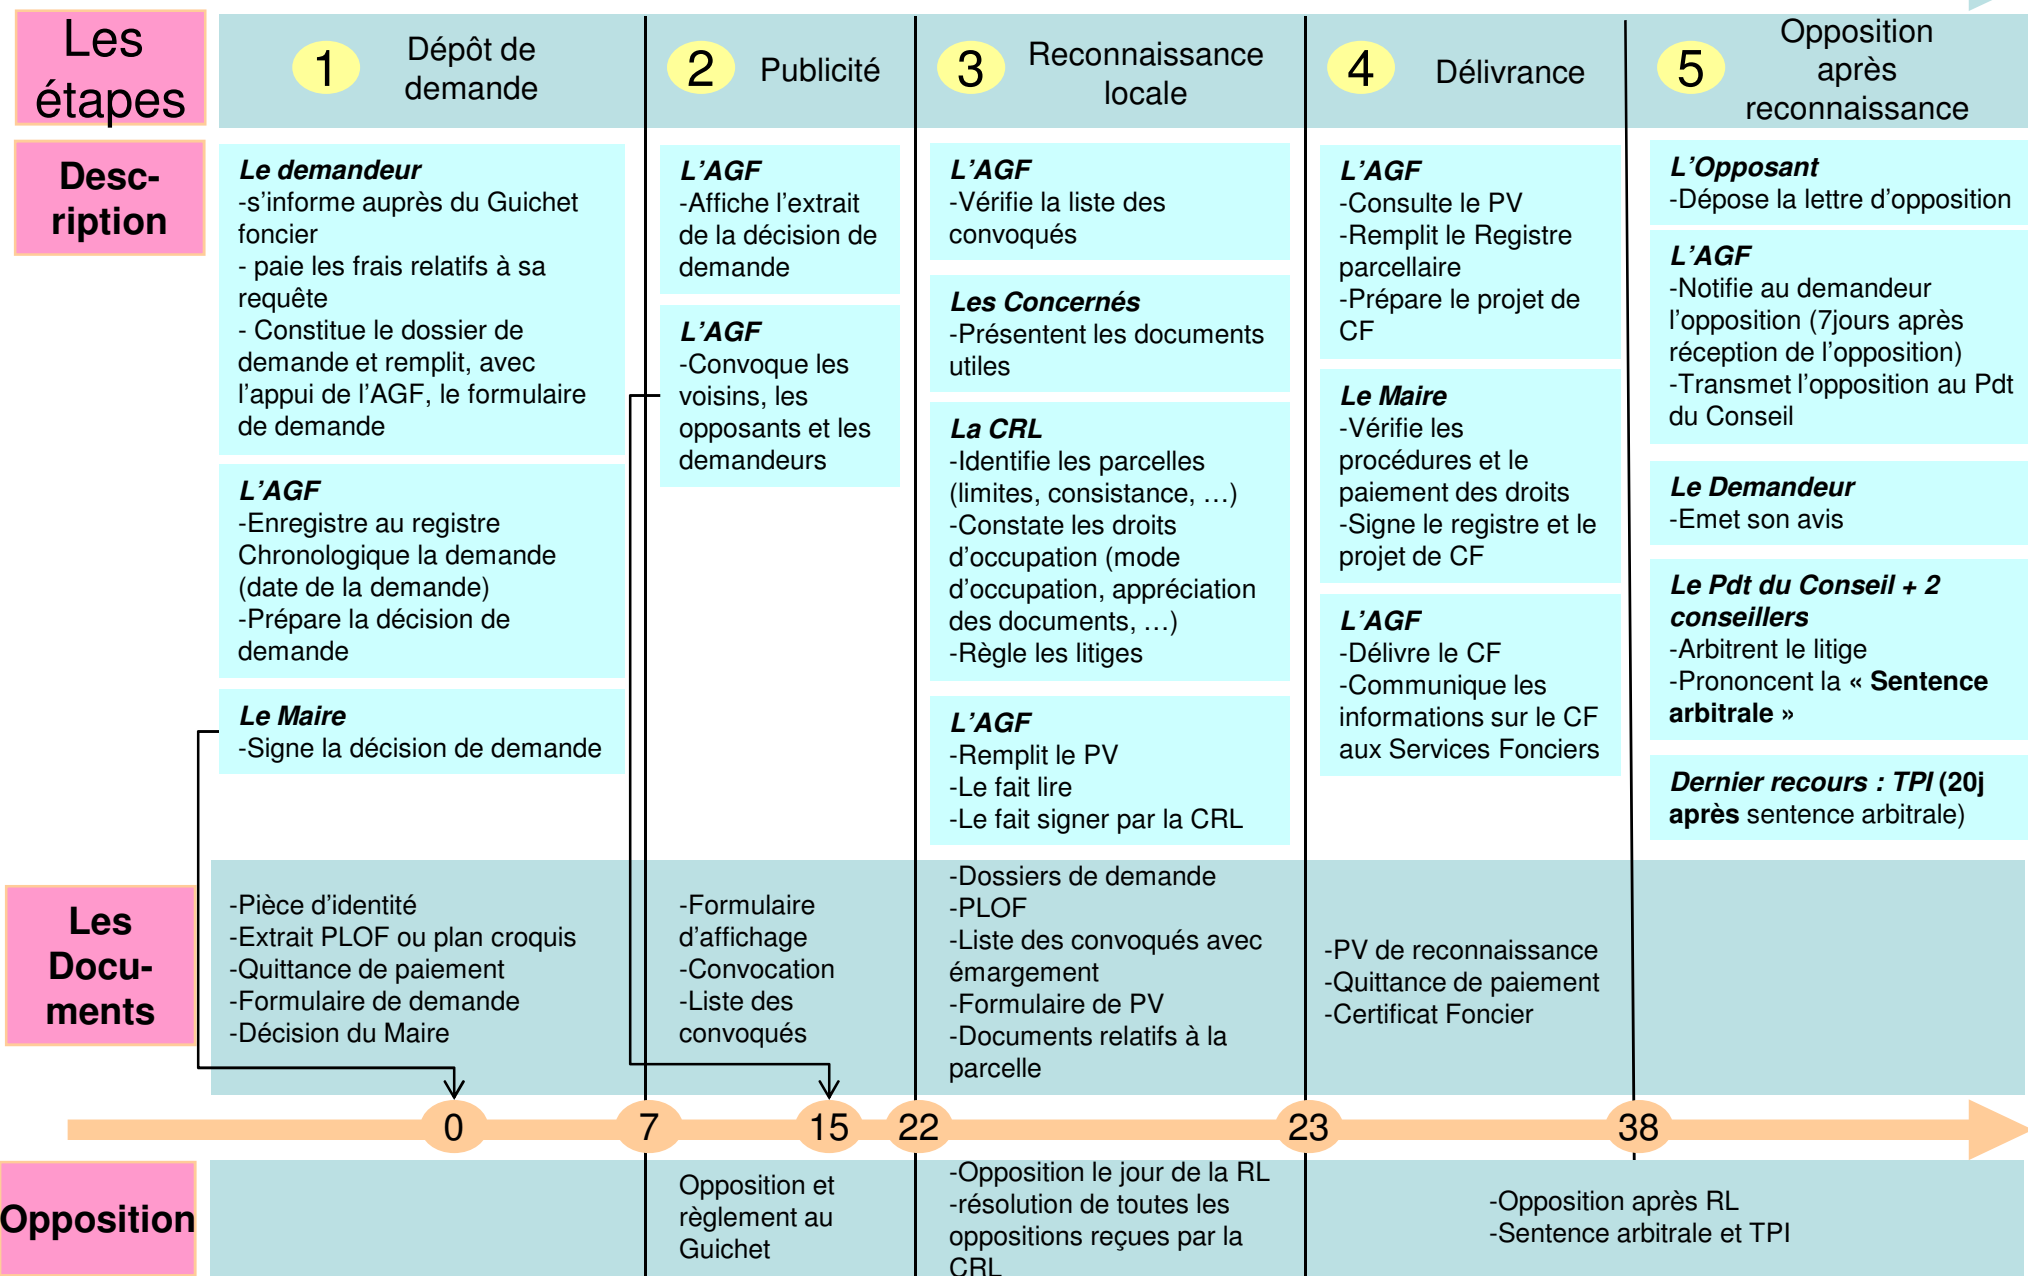 Les
étapes
1
Dépôt de
demande
2
Publicité
3
Reconnaissance
locale
4
Délivrance
5
Opposition
après
reconnaissance
Desc-
ription
Le demandeur
-s’informe auprès du Guichet
foncier
- paie les frais relatifs à sa
requête
- Constitue le dossier de
demande et remplit, avec
l’appui de l’AGF, le formulaire
de demande
L’AGF
-Enregistre au registre
Chronologique la demande
(date de la demande)
-Prépare la décision de
demande
Le Maire
-Signe la décision de demande
L’AGF
-Affiche l’extrait
de la décision de
demande
L’AGF
-Convoque les
voisins, les
opposants et les
demandeurs
L’AGF
-Vérifie la liste des
convoqués
Les Concernés
-Présentent les documents
utiles
La CRL
-Identifie les parcelles
(limites, consistance, …)
-Constate les droits
d’occupation (mode
d’occupation, appréciation
des documents, …)
-Règle les litiges
L’AGF
-Remplit le PV
-Le fait lire
-Le fait signer par la CRL
L’AGF
-Consulte le PV
-Remplit le Registre
parcellaire
-Prépare le projet de
CF
Le Maire
-Vérifie les
procédures et le
paiement des droits
-Signe le registre et le
projet de CF
L’AGF
-Délivre le CF
-Communique les
informations sur le CF
aux Services Fonciers
L’Opposant
-Dépose la lettre d’opposition
L’AGF
-Notifie au demandeur
l’opposition (7jours après
réception de l’opposition)
-Transmet l’opposition au Pdt
du Conseil
Le Demandeur
-Emet son avis
Le Pdt du Conseil + 2
conseillers
-Arbitrent le litige
-Prononcent la « Sentence
arbitrale »
Dernier recours : TPI (20j
après sentence arbitrale)
Les
Docu-
ments
-Pièce d’identité
-Extrait PLOF ou plan croquis
-Quittance de paiement
-Formulaire de demande
-Décision du Maire
-Formulaire
d’affichage
-Convocation
-Liste des
convoqués
-Dossiers de demande
-PLOF
-Liste des convoqués avec
émargement
-Formulaire de PV
-Documents relatifs à la
parcelle
-PV de reconnaissance
-Quittance de paiement
-Certificat Foncier
0
7
15
22
23
38
Opposition
Opposition et
règlement au
Guichet
-Opposition le jour de la RL
-résolution de toutes les
oppositions reçues par la
CRL
-Opposition après RL
-Sentence arbitrale et TPI